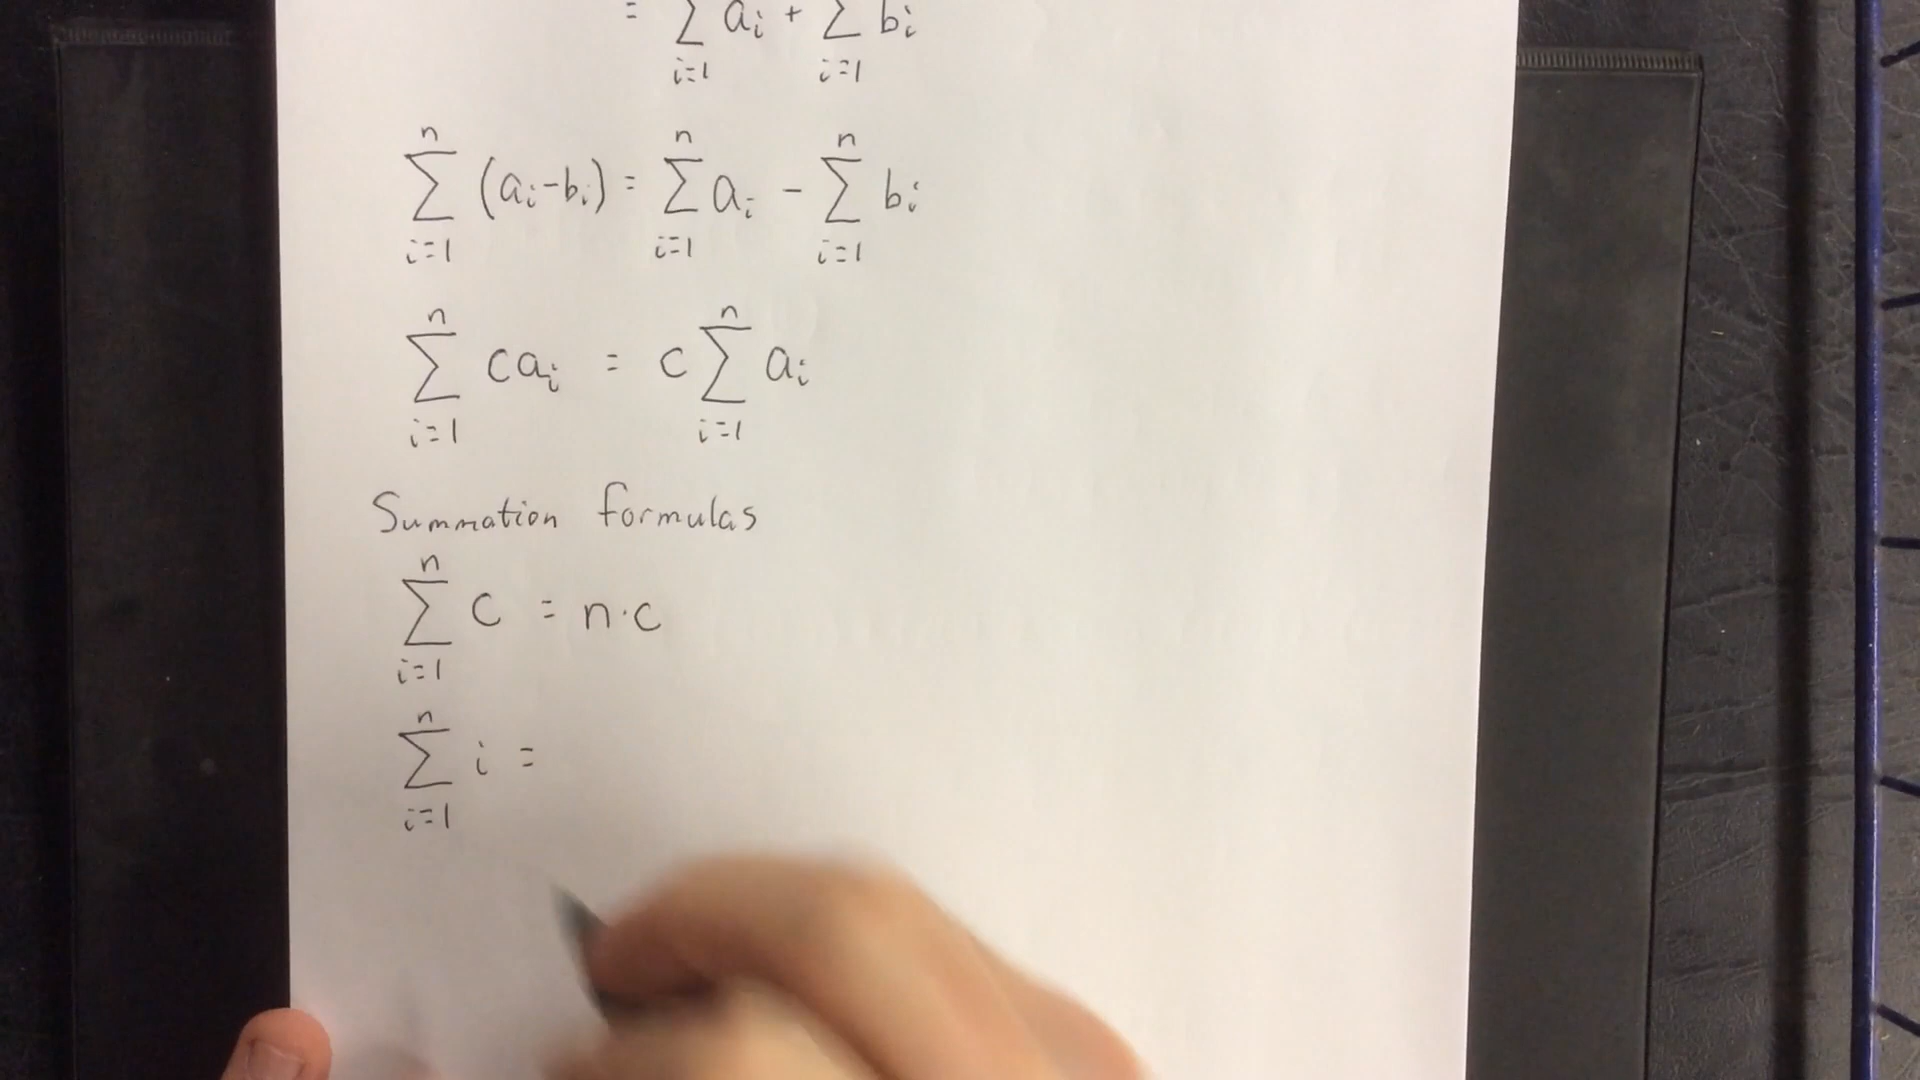 = ∑ aᵢ + ∑ bᵢ
i=1 i=1
n n n
∑ (aᵢ-bᵢ) = ∑ aᵢ - ∑ bᵢ
i=1 i=1 i=1
n n
∑ caᵢ = c ∑ aᵢ
i=1 i=1
Summation formulas
n
∑ c = n·c
i=1
n
∑ i =
i=1